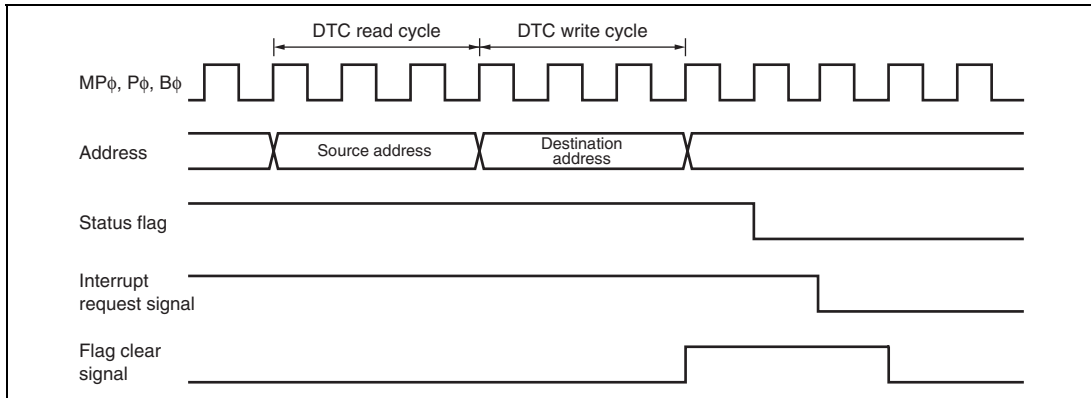 DTC read cycle
DTC write cycle
MPϕ, Pϕ, Bϕ
Address
Source address
Destination
address
Status flag
Interrupt
request signal
Flag clear
signal